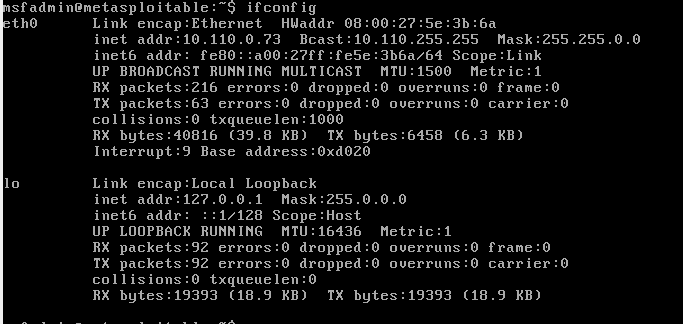 msfadmin@metasploitable:~$ ifconfig
eth0 Link encap:Ethernet HWaddr 08:00:27:5e:3b:6a
inet addr:10.110.0.73 Bcast:10.110.255.255 Mask:255.255.0.0
inet6 addr: fe80::a00:27ff:fe5e:3b6a/64 Scope:Link
UP BROADCAST RUNNING MULTICAST MTU:1500 Metric:1
RX packets:216 errors:0 dropped:0 overruns:0 frame:0
TX packets:63 errors:0 dropped:0 overruns:0 carrier:0
collisions:0 txqueuelen:1000
RX bytes:40816 (39.8 KB) TX bytes:6458 (6.3 KB)
Interrupt:9 Base address:0xd020
lo Link encap:Local Loopback
inet addr:127.0.0.1 Mask:255.0.0.0
inet6 addr: ::1/128 Scope:Host
UP LOOPBACK RUNNING MTU:16436 Metric:1
RX packets:92 errors:0 dropped:0 overruns:0 frame:0
TX packets:92 errors:0 dropped:0 overruns:0 carrier:0
collisions:0 txqueuelen:0
RX bytes:19393 (18.9 KB) TX bytes:19393 (18.9 KB)